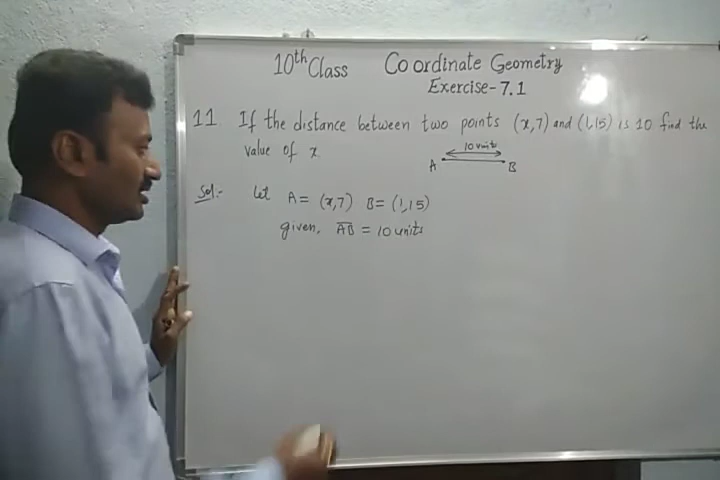 10th Class Coordinate Geometry
Exercise-7.1
11 If the distance between two points (x,7) and (1,15) is 10 find the
value of x.
10 units
A B
Sol:- let A = (x,7) B = (1,15)
given, AB = 10 units